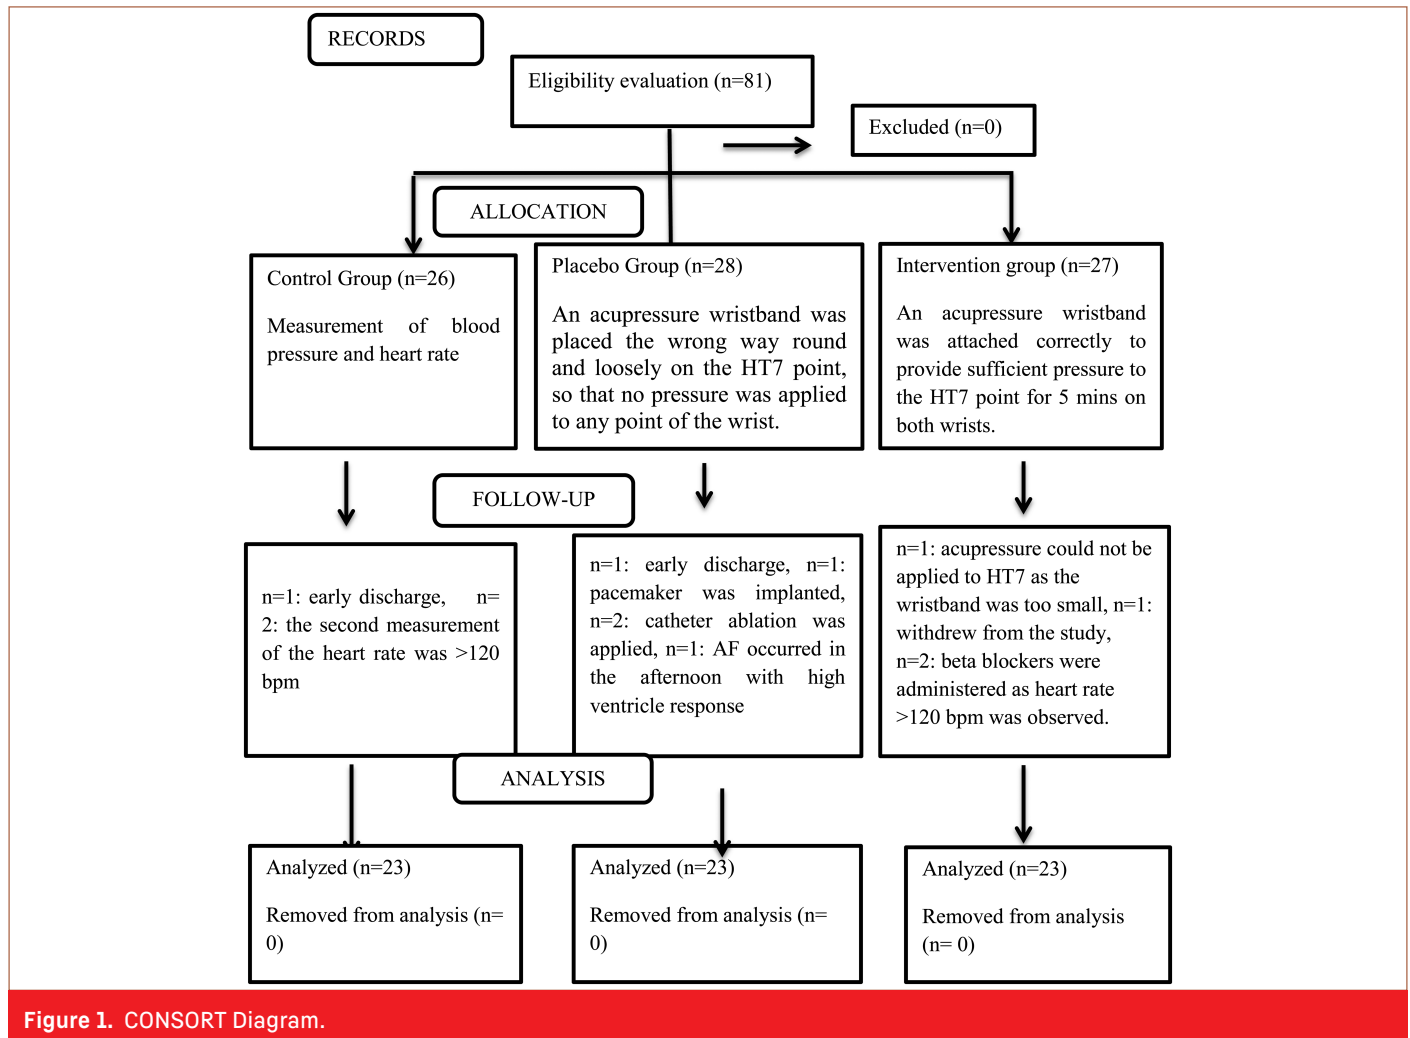 RECORDS
Eligibility evaluation (n=81)
Excluded (n=0)
ALLOCATION
Control Group (n=26)
Measurement of blood
pressure and heart rate
Placebo Group (n=28)
An acupressure wristband was
placed the wrong way round
and loosely on the HT7 point,
so that no pressure was applied
to any point of the wrist.
Intervention group (n=27)
An acupressure wristband
was attached correctly to
provide sufficient pressure to
the HT7 point for 5 mins on
both wrists.
FOLLOW-UP
n=1: early discharge, n=
2: the second measurement
of the heart rate was >120
bpm
n=1: early discharge, n=1:
pacemaker was implanted,
n=2: catheter ablation was
applied, n=1: AF occurred in
the afternoon with high
ventricle response
n=1: acupressure could not be
applied to HT7 as the
wristband was too small, n=1:
withdrew from the study,
n=2: beta blockers were
administered as heart rate
>120 bpm was observed.
ANALYSIS
Analyzed (n=23)
Removed from analysis (n=
0)
Analyzed (n=23)
Removed from analysis (n=
0)
Analyzed (n=23)
Removed from analysis
(n= 0)
Figure 1. CONSORT Diagram.